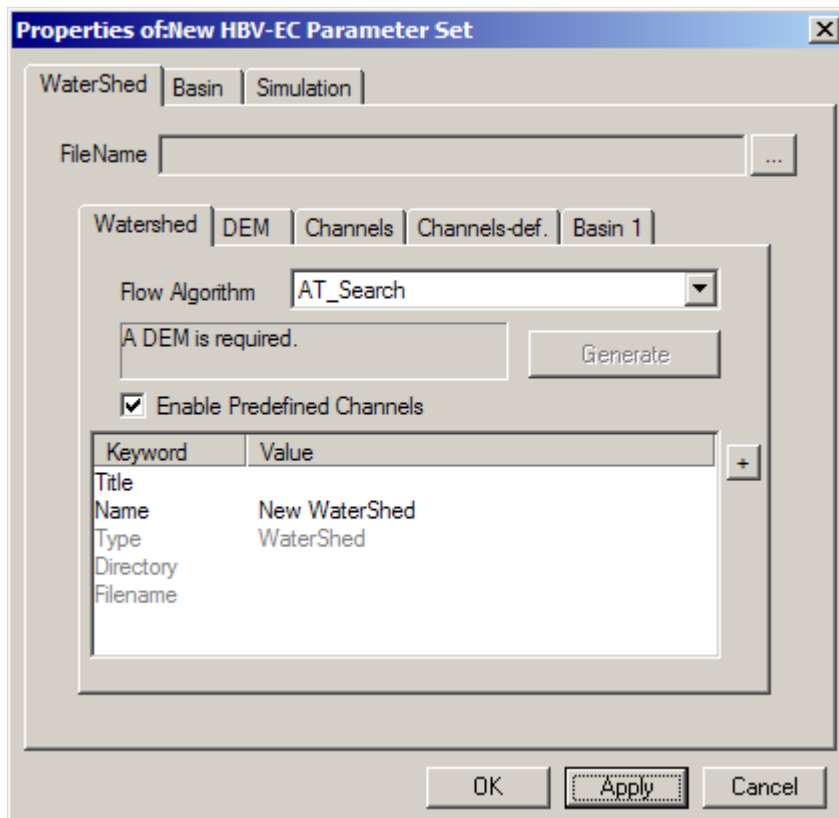 Properties of:New HBV-EC Parameter Set
WaterShed Basin Simulation
FileName ...
Watershed DEM Channels Channels-def. Basin 1
Flow Algorithm AT_Search
A DEM is required. Generate
Enable Predefined Channels
Keyword Value
+
Title
Name New WaterShed
Type WaterShed
Directory
Filename
OK Apply Cancel